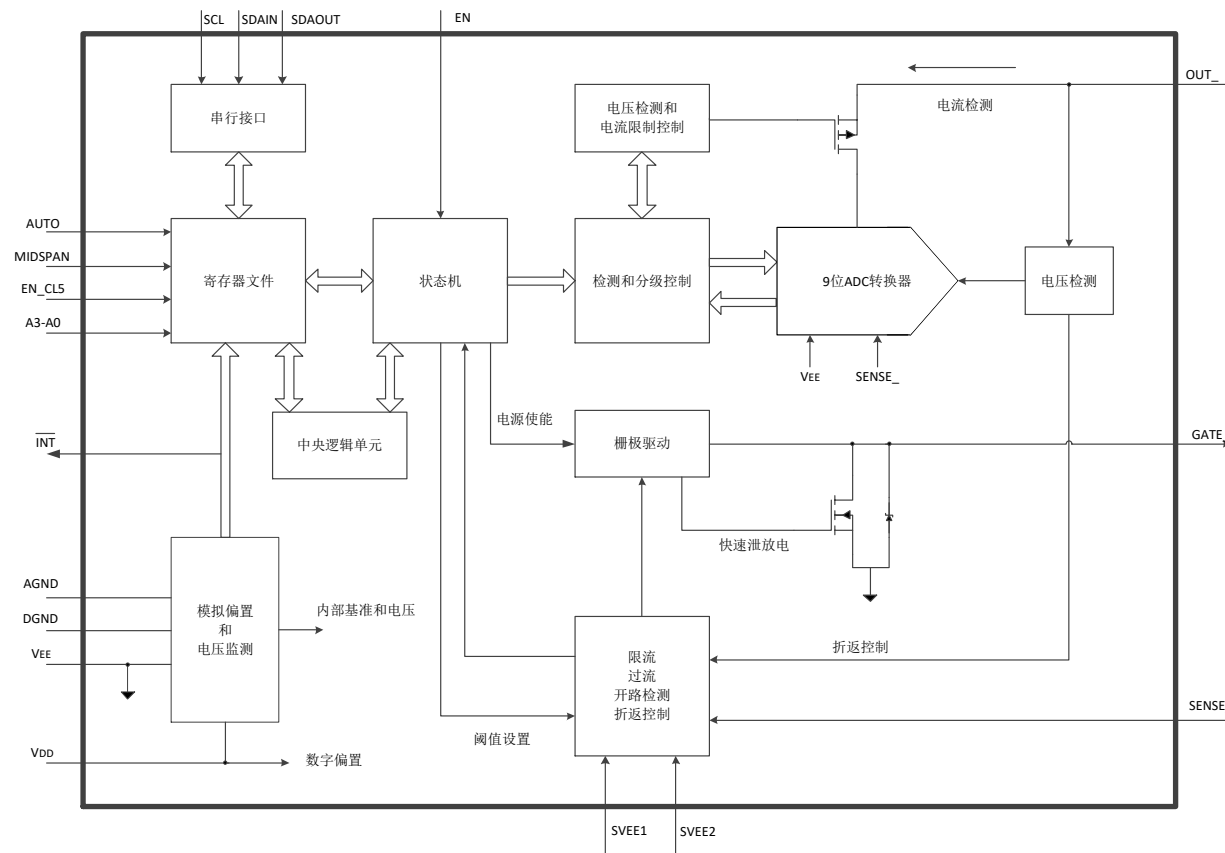 SCL
SDAIN
SDAOUT
EN
OUT_
串行接口
电压检测和
电流限制控制
电流检测
AUTO
MIDSPAN
EN_CL5
A3-A0
寄存器文件
状态机
检测和分级控制
9位ADC转换器
电压检测
VEE
SENSE_
INT
中央逻辑单元
电源使能
栅极驱动
GATE_
快速泄放电
AGND
DGND
VEE
模拟偏置
和
电压监测
内部基准和电压
限流
过流
开路检测
折返控制
折返控制
SENSE
阈值设置
VDD
数字偏置
SVEE1
SVEE2